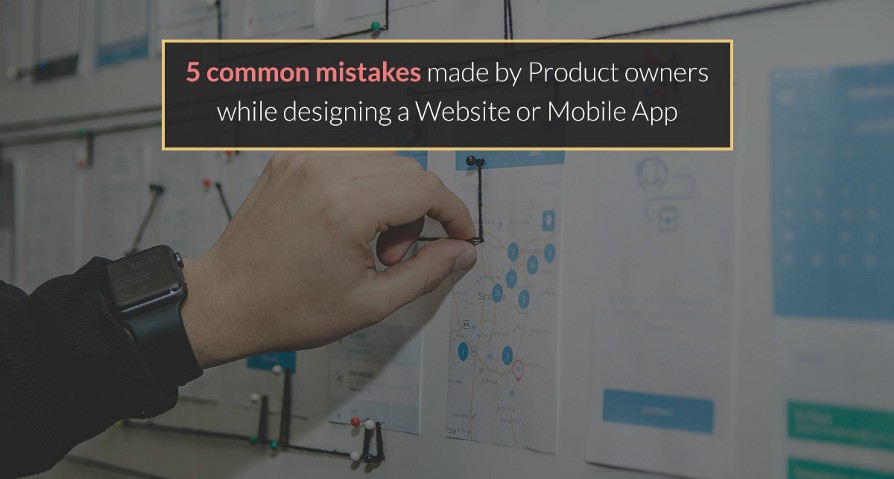 5 common mistakes made by Product owners
while designing a Website or Mobile App